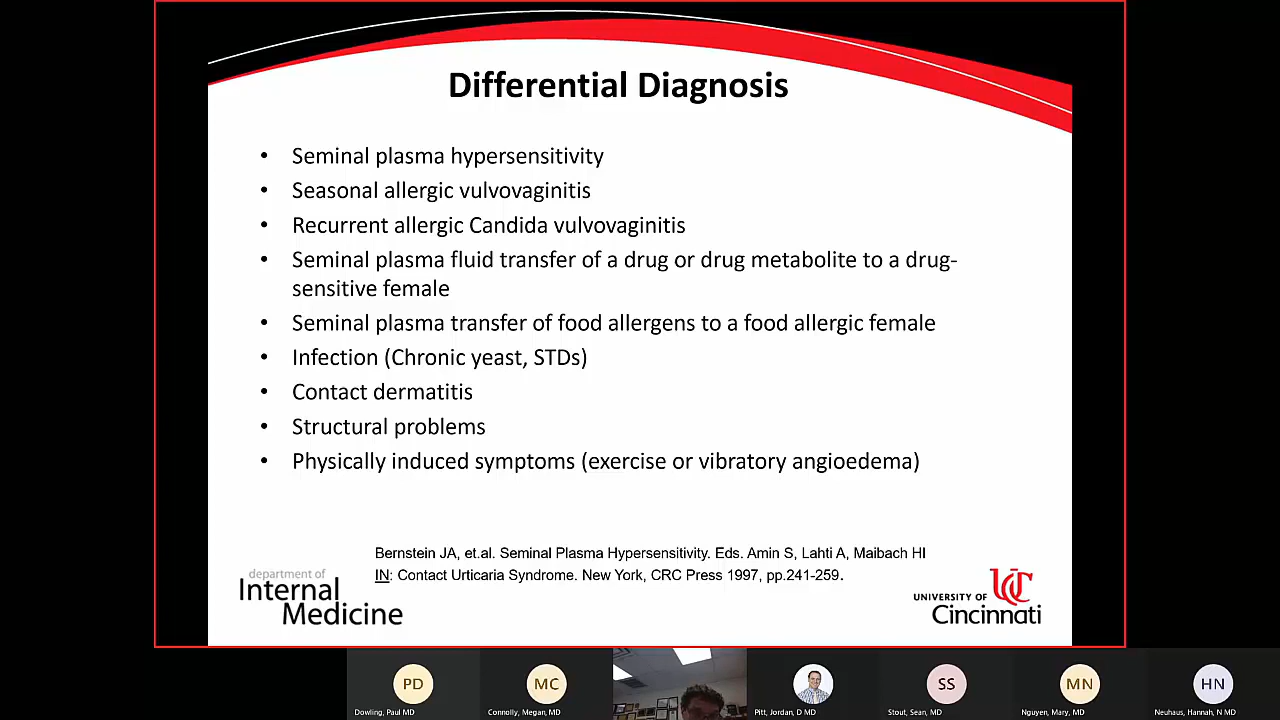 Differential Diagnosis
• Seminal plasma hypersensitivity
• Seasonal allergic vulvovaginitis
• Recurrent allergic Candida vulvovaginitis
• Seminal plasma fluid transfer of a drug or drug metabolite to a drug-
sensitive female
• Seminal plasma transfer of food allergens to a food allergic female
• Infection (Chronic yeast, STDs)
• Contact dermatitis
• Structural problems
• Physically induced symptoms (exercise or vibratory angioedema)
Bernstein JA, et.al. Seminal Plasma Hypersensitivity. Eds. Amin S, Lahti A, Maibach HI
IN: Contact Urticaria Syndrome. New York, CRC Press 1997, pp.241-259.
department of
Internal
Medicine
UC
UNIVERSITY OF
Cincinnati
PD
MC
SS
MN
HN
Dowling, Paul MD
Connolly, Megan, MD
Pitt, Jordan, D MD
Stout, Sean, MD
Nguyen, Mary, MD
Neuhaus, Hannah, N MD